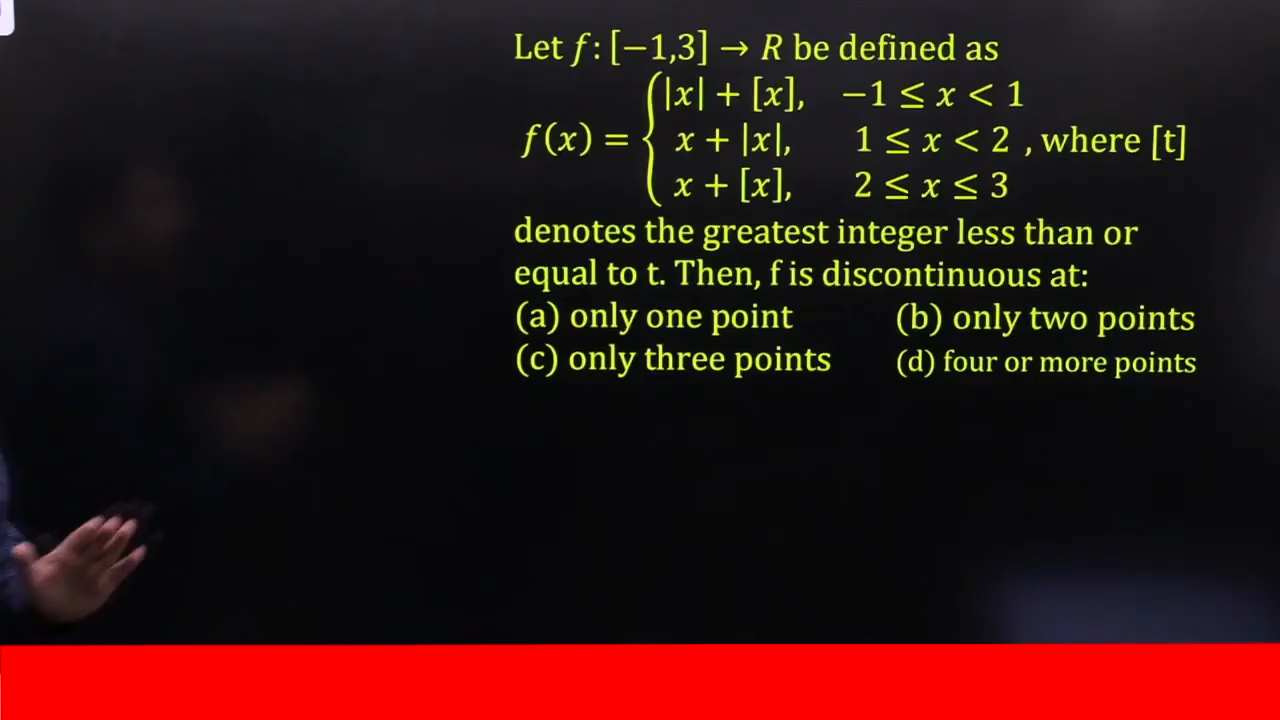 Let f: [−1,3] → R be defined as
f(x) = { |x| + [x], −1 ≤ x < 1
x + |x|, 1 ≤ x < 2 , where [t]
x + [x], 2 ≤ x ≤ 3
denotes the greatest integer less than or
equal to t. Then, f is discontinuous at:
(a) only one point (b) only two points
(c) only three points (d) four or more points